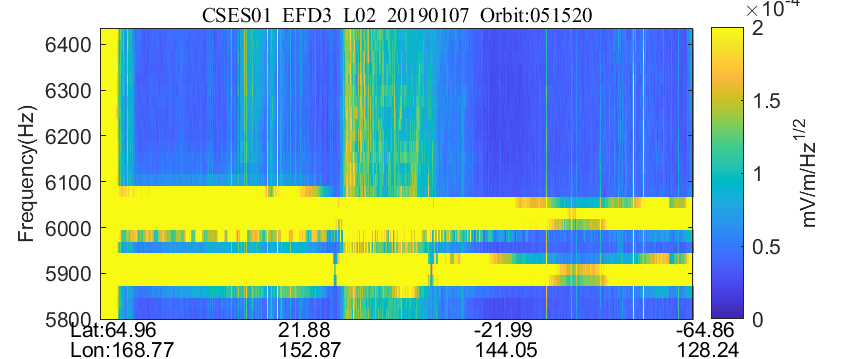 CSES01 EFD3 L02 20190107 Orbit:051520
×10⁻⁴
Frequency(Hz)
6400
6300
6200
6100
6000
5900
5800
2
1.5
1
0.5
0
mV/m/Hz^1/2
Lat:64.96 21.88 -21.99 -64.86
Lon:168.77 152.87 144.05 128.24